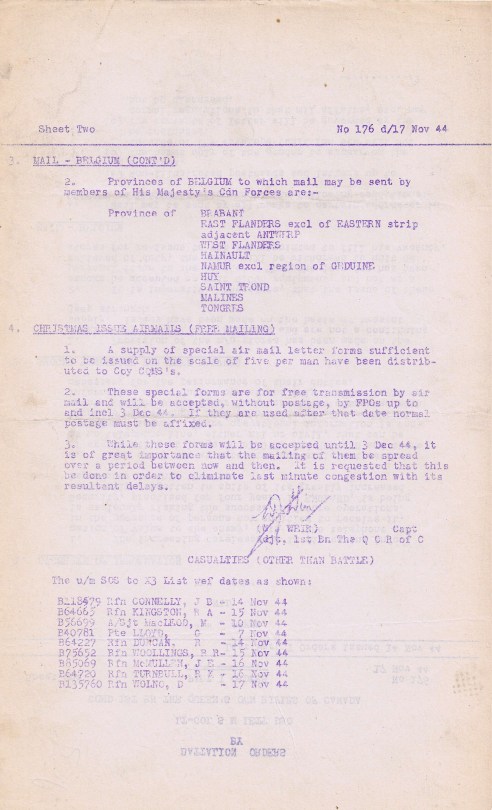 Sheet Two No 176 d/17 Nov 44
3. MAIL - BELGIUM (CONT'D)
2. Provinces of BELGIUM to which mail may be sent by
members of His Majesty's Cdn Forces are:-
Province of BRABANT
EAST FLANDERS excl of EASTERN strip
adjacent ANTWERP
WEST FLANDERS
HAINAULT
NAMUR excl region of GEDUINE
HUY
SAINT TROND
MALINES
TONGRES
4. CHRISTMAS ISSUE AIRMAILS (FREE MAILING)
1. A supply of special air mail letter forms sufficient
to be issued on the scale of five per man have been distrib-
uted to Coy CQMS's.
2. These special forms are for free transmission by air
mail and will be accepted, without postage, by FPOs up to
and incl 3 Dec 44. If they are used after that date normal
postage must be affixed.
3. While these forms will be accepted until 3 Dec 44, it
is of great importance that the mailing of them be spread
over a period between now and then. It is requested that this
be done in order to eliminate last minute congestion with its
resultant delays.
WEIR) Capt
Adjt, 1st Bn The Q O R of C
CASUALTIES (OTHER THAN BATTLE)
The u/m SOS to X3 List wef dates as shown:
B118479 Rfn CONNELLY, J B - 14 Nov 44
B64665 Rfn KINGSTON, W A - 15 Nov 44
B56699 A/Sjt MacLEOD, M - 10 Nov 44
B40781 Pte LLOYD, G - 7 Nov 44
B64227 Rfn DUNCAN, R - 14 Nov 44
B75652 Rfn WOOLLINGS, R R- 15 Nov 44
B85069 Rfn McMULLEN, J E - 16 Nov 44
B64720 Rfn TURNBULL, R X - 16 Nov 44
B135760 Rfn WOLNO, D - 17 Nov 44
BY
BATTALION ORDERS